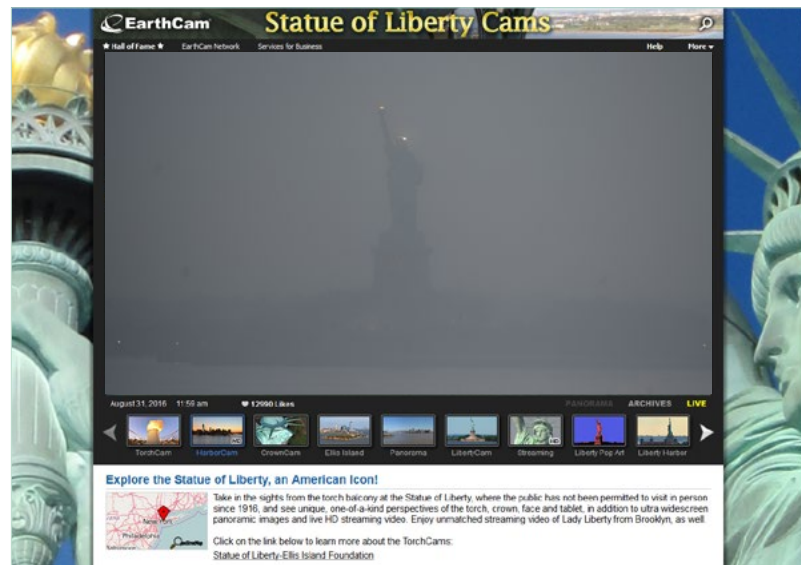 EarthCam
Statue of Liberty Cams
★ Hall of Fame ★ EarthCam Network Services for Business Help More ▾
August 31, 2016 11:59 am ♥ 12990 Likes PANORAMA ARCHIVES LIVE
TorchCam HarborCam CrownCam Ellis Island Panorama LibertyCam Streaming Liberty Pop Art Liberty Harbor
HD HD
Explore the Statue of Liberty, an American Icon!
Take in the sights from the torch balcony at the Statue of Liberty, where the public has not been permitted to visit in person
since 1916, and see unique, one-of-a-kind perspectives of the torch, crown, face and tablet, in addition to ultra widescreen
panoramic images and live HD streaming video. Enjoy unmatched streaming video of Lady Liberty from Brooklyn, as well.
New York
Philadelphia
Click on the link below to learn more about the TorchCams:
Statue of Liberty-Ellis Island Foundation